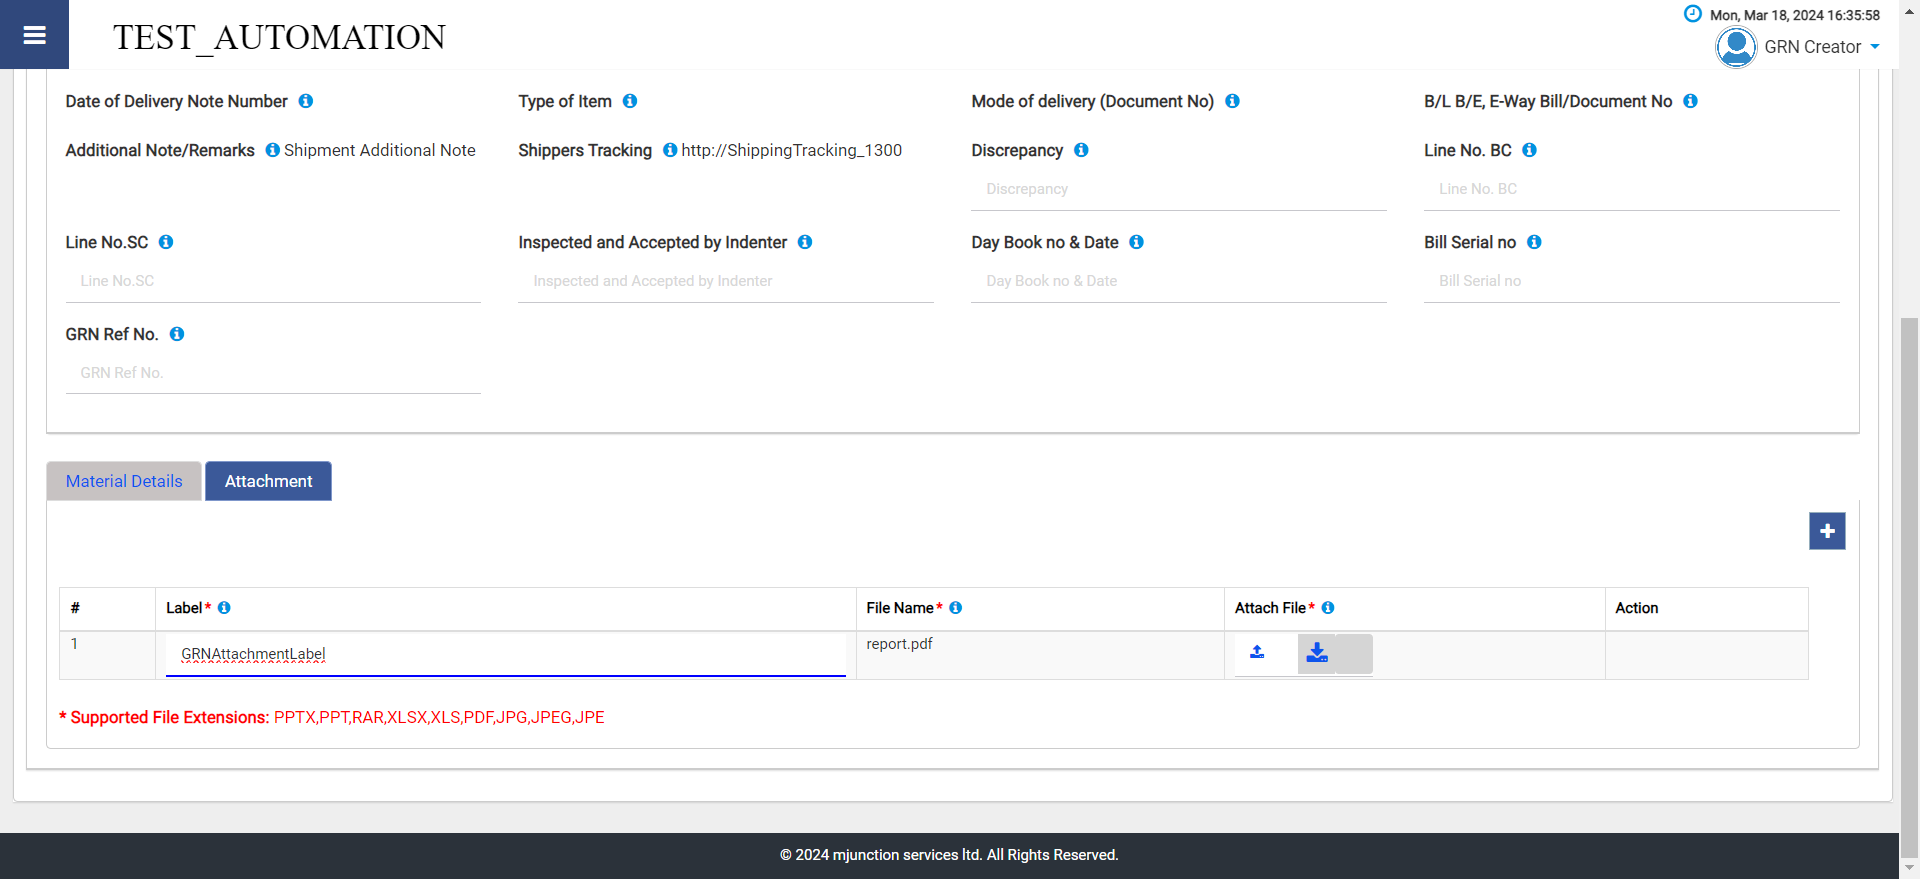 TEST_AUTOMATION
Mon, Mar 18, 2024 16:35:58
GRN Creator
Date of Delivery Note Number
Type of Item
Mode of delivery (Document No)
B/L B/E, E-Way Bill/Document No
Additional Note/Remarks Shipment Additional Note
Shippers Tracking http://ShippingTracking_1300
Discrepancy
Line No. BC
Discrepancy
Line No. BC
Line No.SC
Inspected and Accepted by Indenter
Day Book no & Date
Bill Serial no
Line No.SC
Inspected and Accepted by Indenter
Day Book no & Date
Bill Serial no
GRN Ref No.
GRN Ref No.
Material Details
Attachment
# Label* File Name* Attach File* Action
1 GRNAttachmentLabel report.pdf
* Supported File Extensions: PPTX,PPT,RAR,XLSX,XLS,PDF,JPG,JPEG,JPE
© 2024 mjunction services ltd. All Rights Reserved.